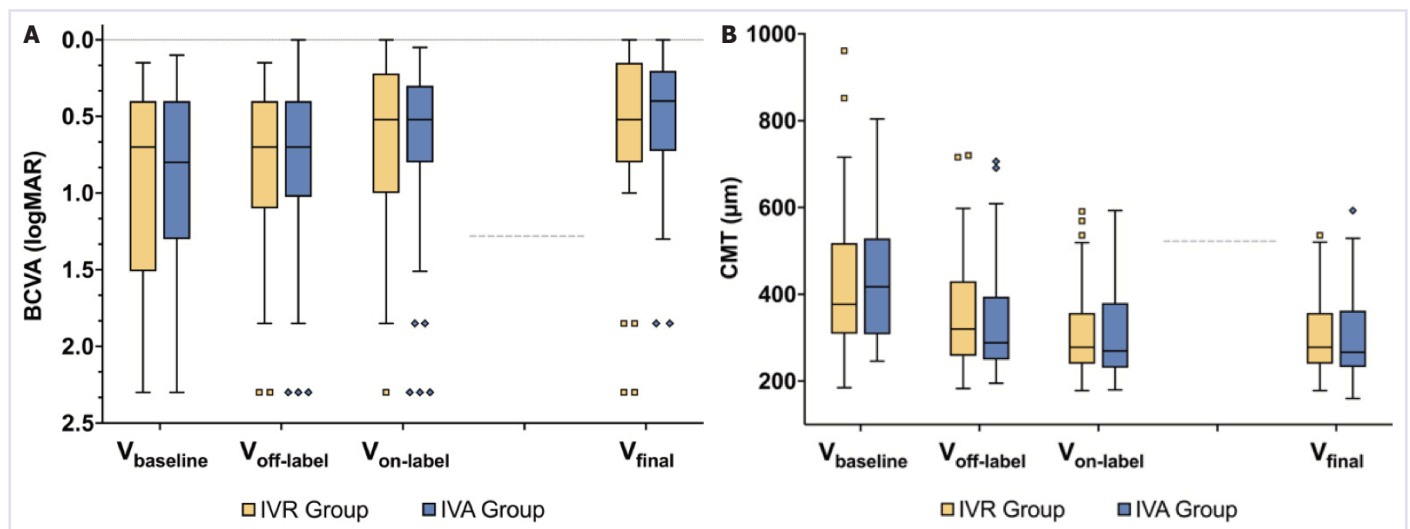 A
BCVA (logMAR)
0.0
0.5
1.0
1.5
2.0
2.5
Vbaseline Voff-label Von-label Vfinal
IVR Group IVA Group
B
CMT (μm)
1000
800
600
400
200
Vbaseline Voff-label Von-label Vfinal
IVR Group IVA Group